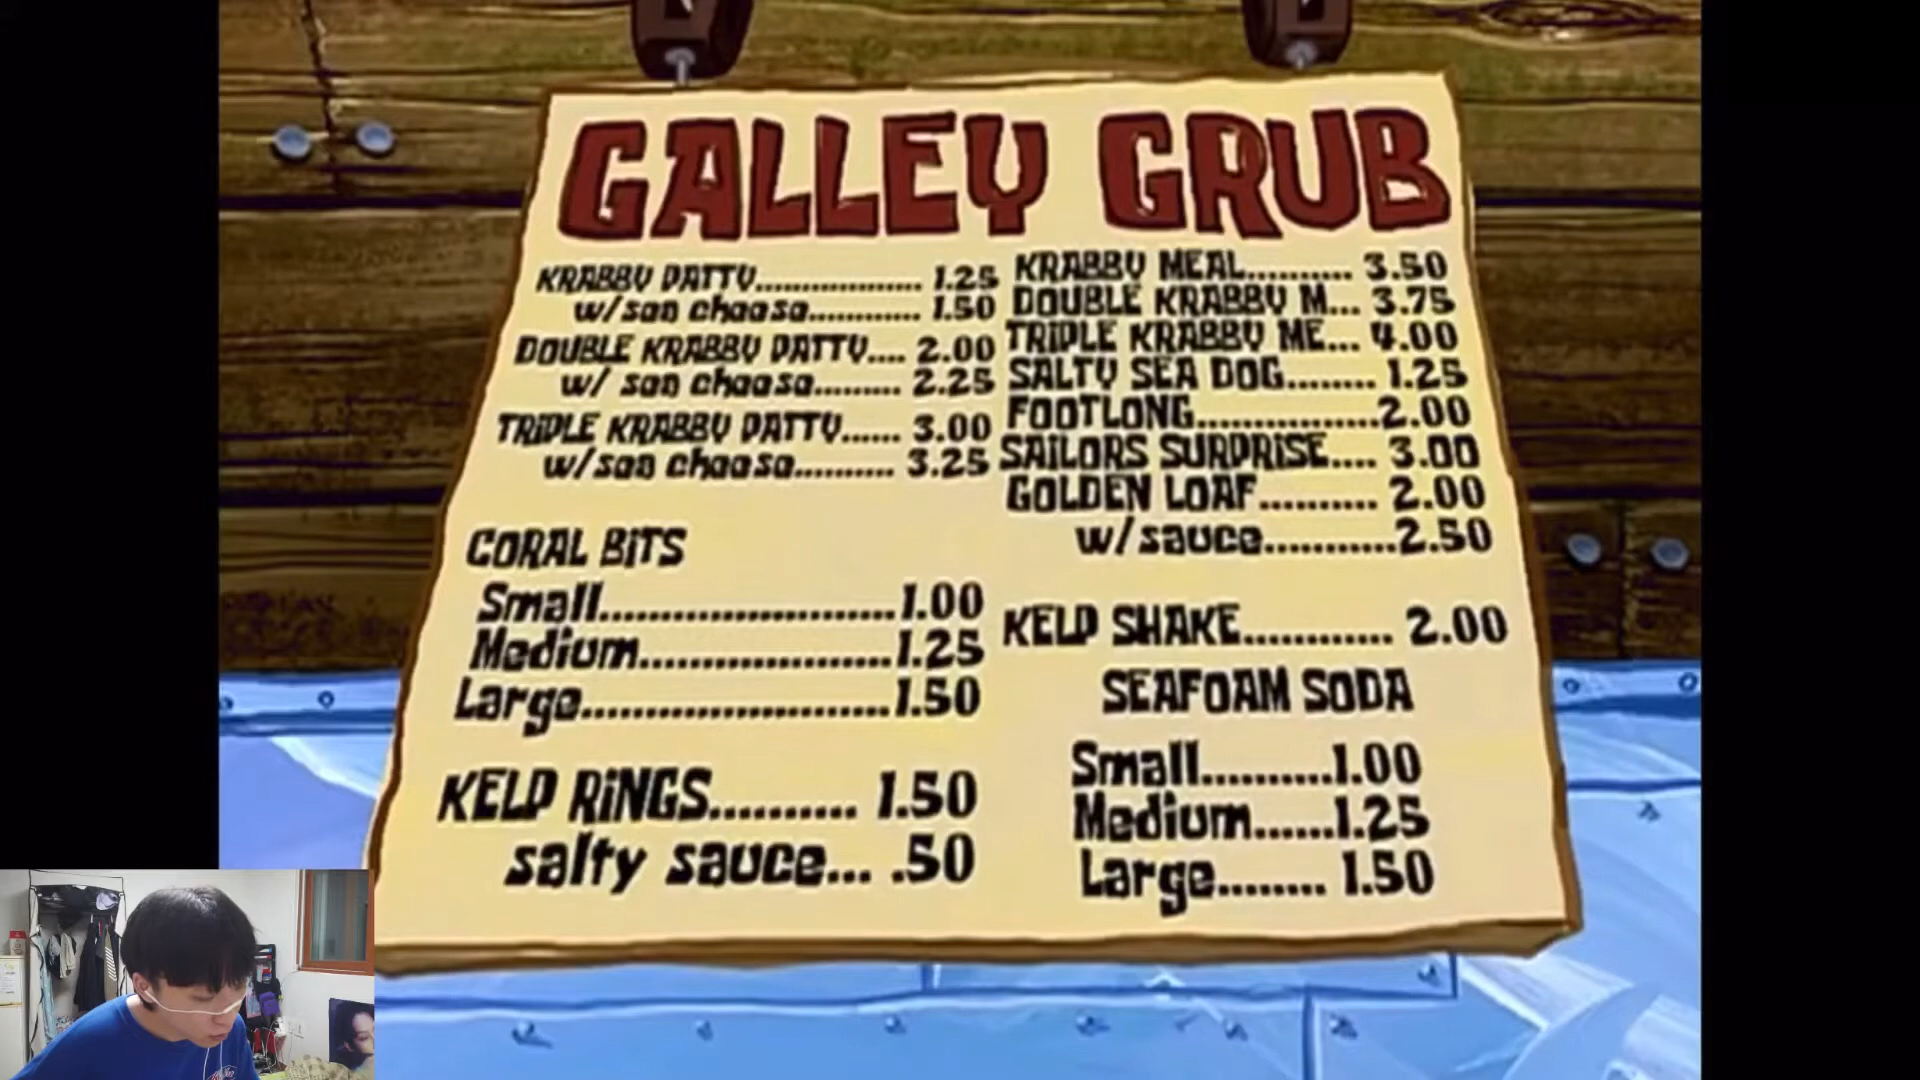 GALLEY GRUB
KRABBY PATTY.................. 1.25
w/sea cheese............ 1.50
DOUBLE KRABBY PATTY.... 2.00
w/ sea cheese......... 2.25
TRIPLE KRABBY PATTY...... 3.00
w/sea cheese.......... 3.25
CORAL BiTS
Small........................1.00
Medium.....................1.25
Large.........................1.50
KELP RiNGS.......... 1.50
salty sauce... .50
KRABBY MEAL.......... 3.50
DOUBLE KRABBY M... 3.75
TRIPLE KRABBY ME... 4.00
SALTY SEA DOG........ 1.25
FOOTLONG.................2.00
SAILORS SURPRISE.... 3.00
GOLDEN LOAF.......... 2.00
w/sauce...........2.50
KELP SHAKE............ 2.00
SEAFOAM SODA
Small...........1.00
Medium......1.25
Large........ 1.50